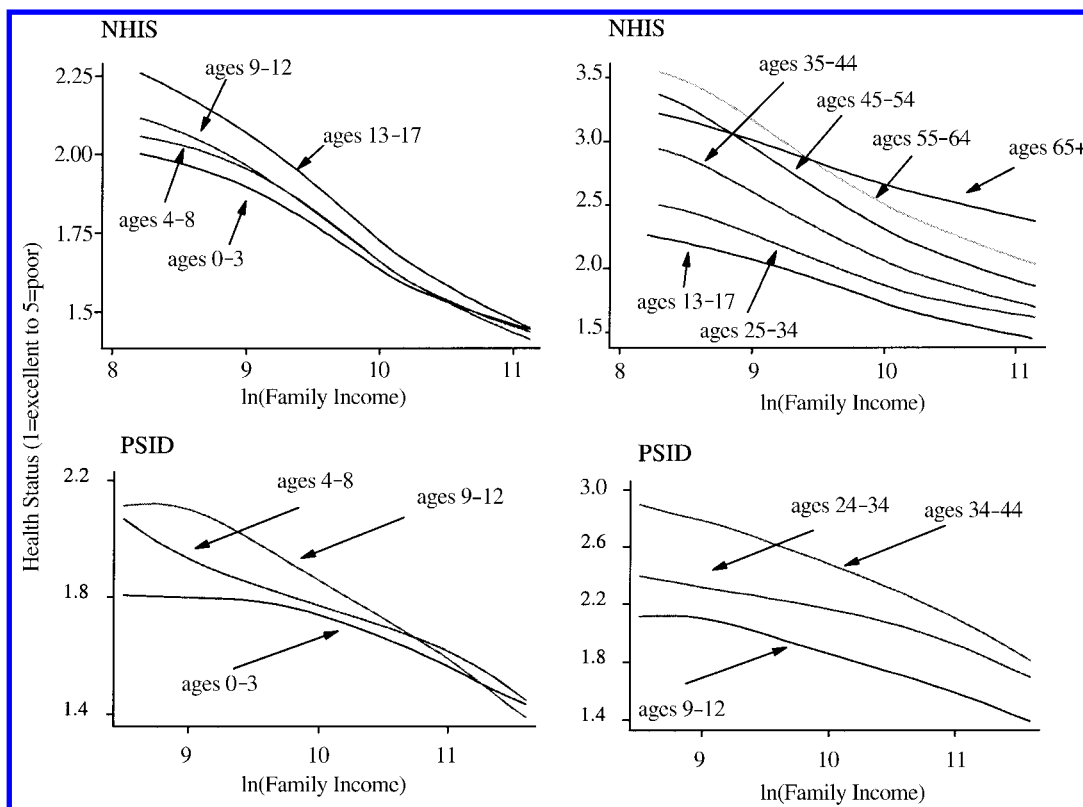 Health Status (1=excellent to 5=poor)
NHIS
2.25
2.00
1.75
1.5
ages 9-12
ages 13-17
ages 4-8
ages 0-3
8 9 10 11
ln(Family Income)
NHIS
3.5
3.0
2.5
2.0
1.5
ages 35-44
ages 45-54
ages 55-64
ages 65+
ages 13-17
ages 25-34
8 9 10 11
ln(Family Income)
PSID
2.2
1.8
1.4
ages 4-8
ages 9-12
ages 0-3
9 10 11
ln(Family Income)
PSID
3.0
2.6
2.2
1.8
1.4
ages 24-34
ages 34-44
ages 9-12
9 10 11
ln(Family Income)